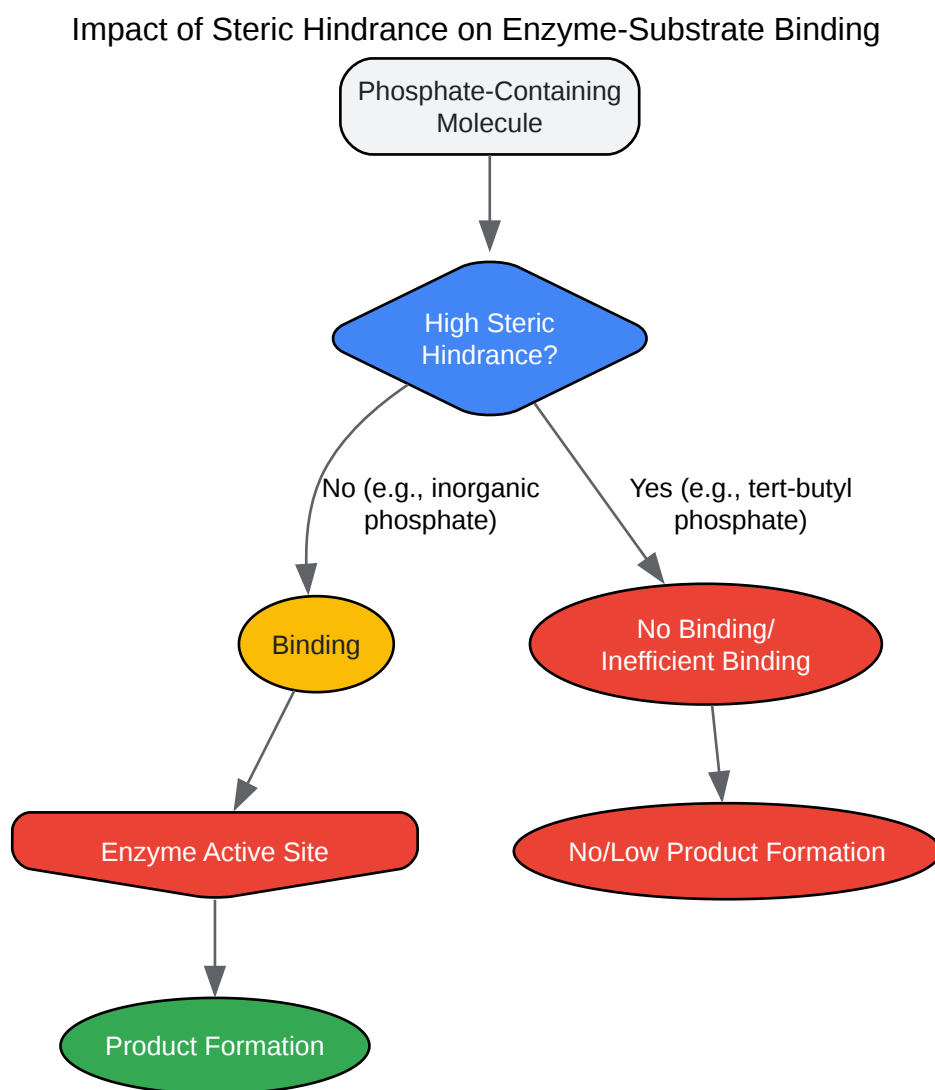 Impact of Steric Hindrance on Enzyme-Substrate Binding
Phosphate-Containing
Molecule
High Steric
Hindrance?
No (e.g., inorganic
phosphate)
Yes (e.g., tert-butyl
phosphate)
Binding
No Binding/
Inefficient Binding
Enzyme Active Site
No/Low Product Formation
Product Formation